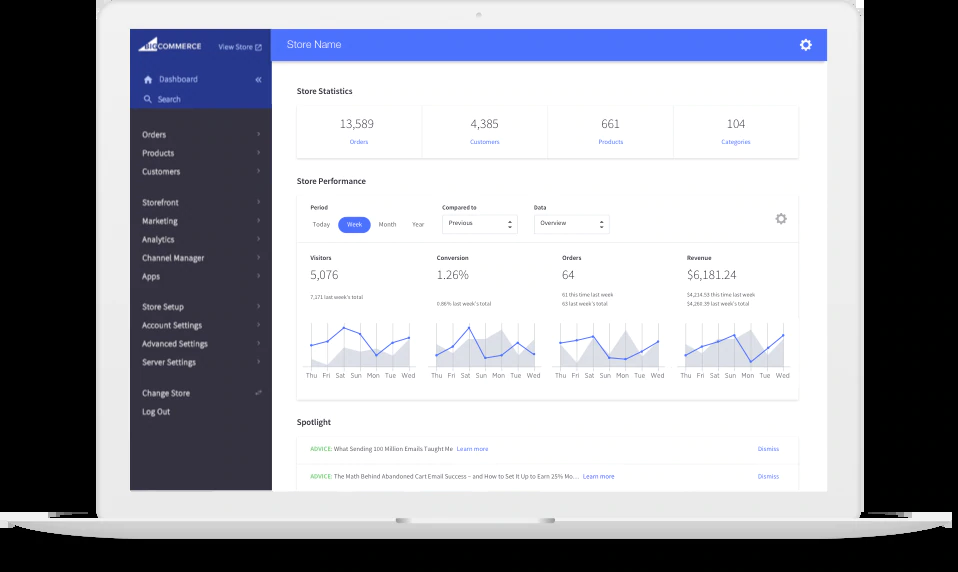 BIGCOMMERCE
View Store
Store Name
Dashboard
Search
Orders
Products
Customers
Storefront
Marketing
Analytics
Channel Manager
Apps
Store Setup
Account Settings
Advanced Settings
Server Settings
Change Store
Log Out
Store Statistics
13,589 4,385 661 104
Orders Customers Products Categories
Store Performance
Period Compared to Data
Today Week Month Year Previous Overview
Visitors Conversion Orders Revenue
5,076 1.26% 64 $6,181.24
7,171 last week's total 0.86% last week's total 61 this time last week $4,214.53 this time last week
63 last week's total $4,260.39 last week's total
Thu Fri Sat Sun Mon Tue Wed Thu Fri Sat Sun Mon Tue Wed Thu Fri Sat Sun Mon Tue Wed Thu Fri Sat Sun Mon Tue Wed
Spotlight
ADVICE: What Sending 100 Million Emails Taught Me Learn more Dismiss
ADVICE: The Math Behind Abandoned Cart Email Success – and How to Set It Up to Earn 25% Mo... Learn more Dismiss